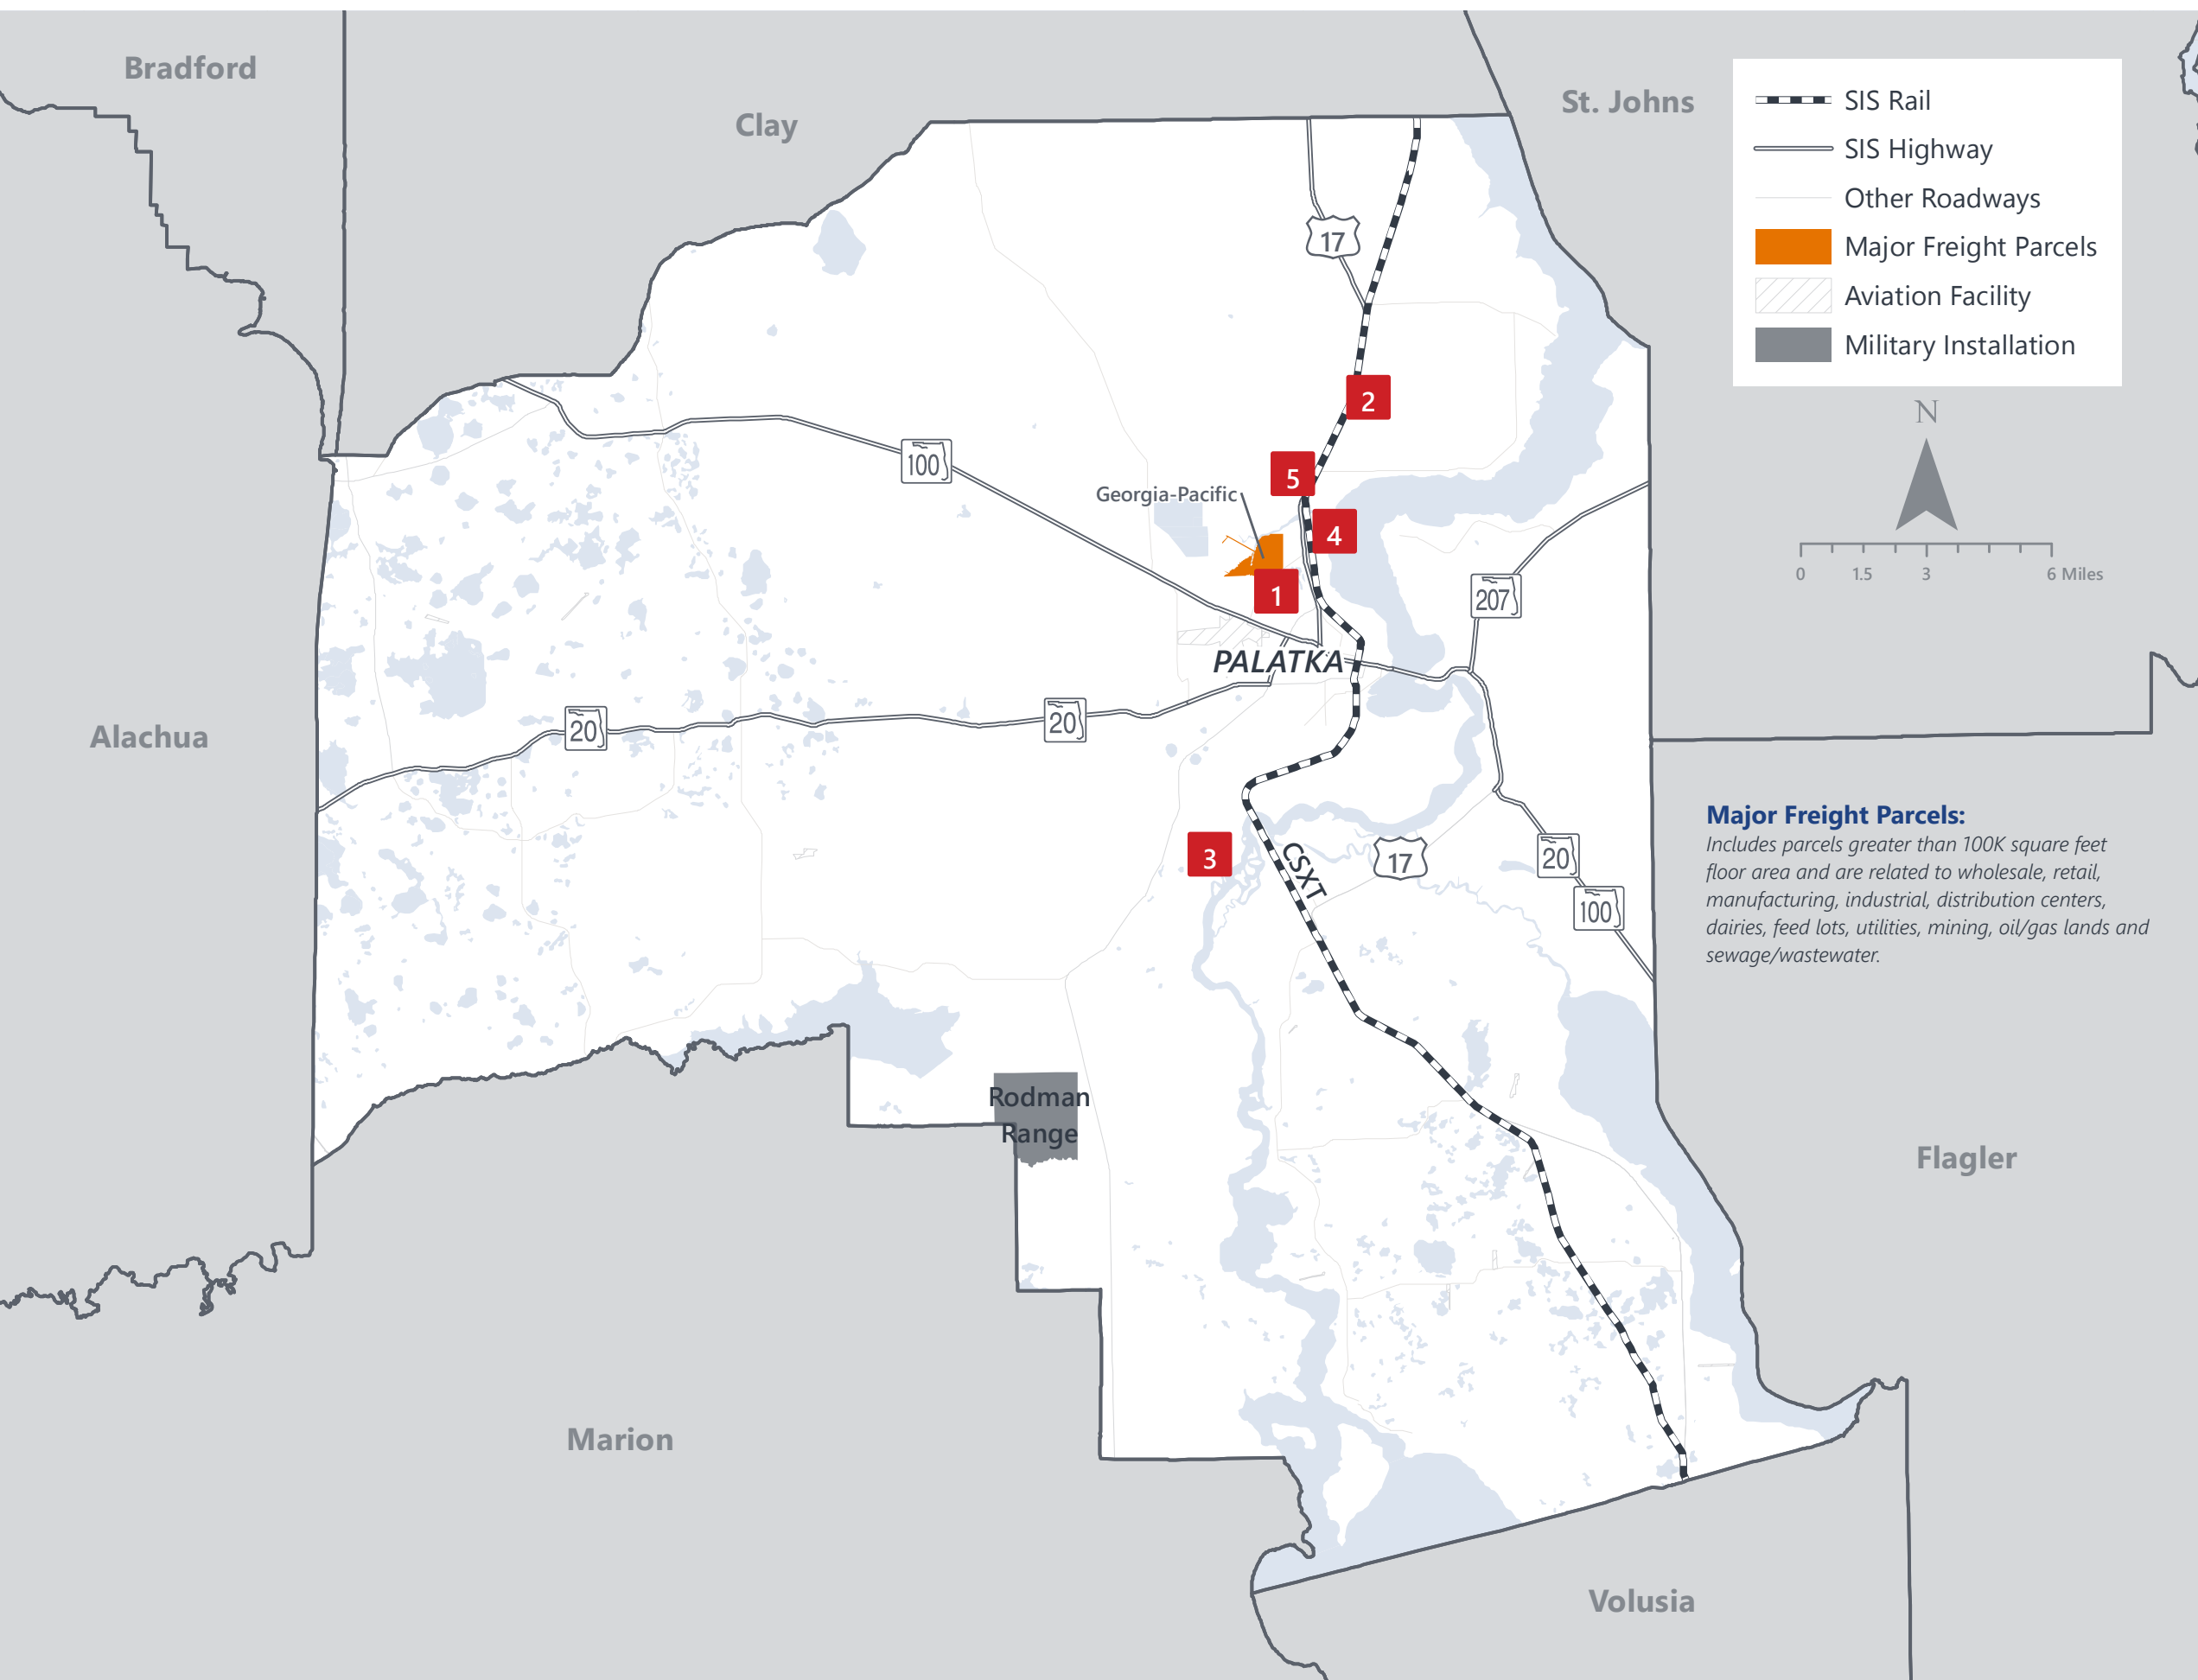 Bradford
Clay
St. Johns
SIS Rail
SIS Highway
Other Roadways
Major Freight Parcels
Aviation Facility
Military Installation
N
0 1.5 3 6 Miles
17
2
100
5
Georgia-Pacific
4
1
207
PALATKA
20
20
Alachua
3
CSXT
17
20
100
Major Freight Parcels:
Includes parcels greater than 100K square feet
floor area and are related to wholesale, retail,
manufacturing, industrial, distribution centers,
dairies, feed lots, utilities, mining, oil/gas lands and
sewage/wastewater.
Rodman
Range
Flagler
Marion
Volusia